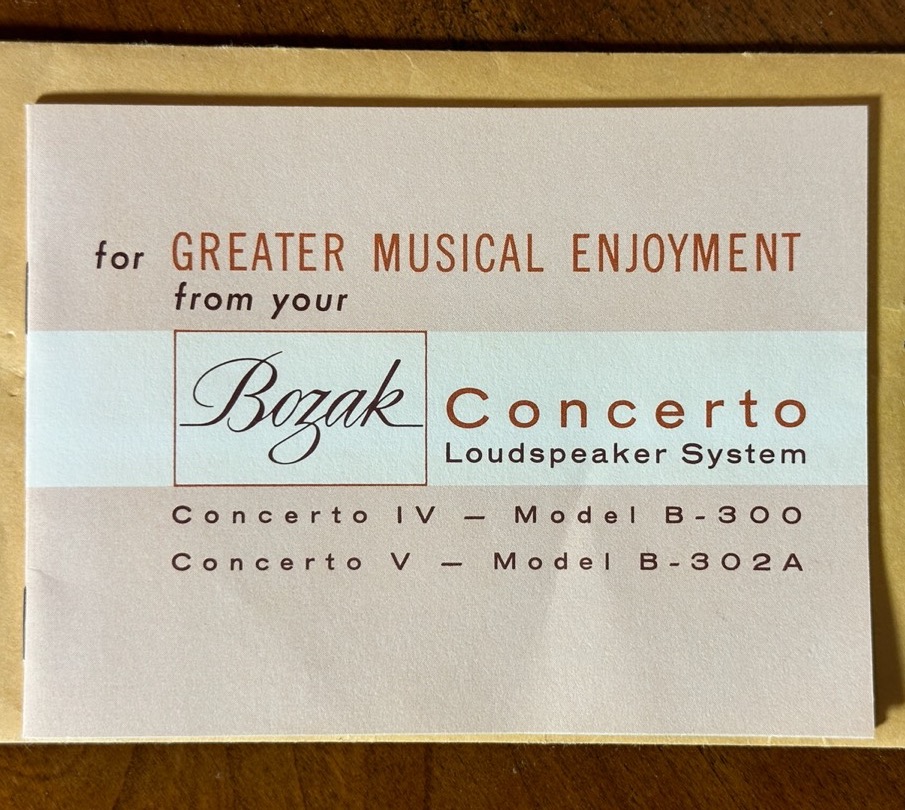 for GREATER MUSICAL ENJOYMENT
from your
Bozak Concerto
Loudspeaker System
Concerto IV — Model B-300
Concerto V — Model B-302A